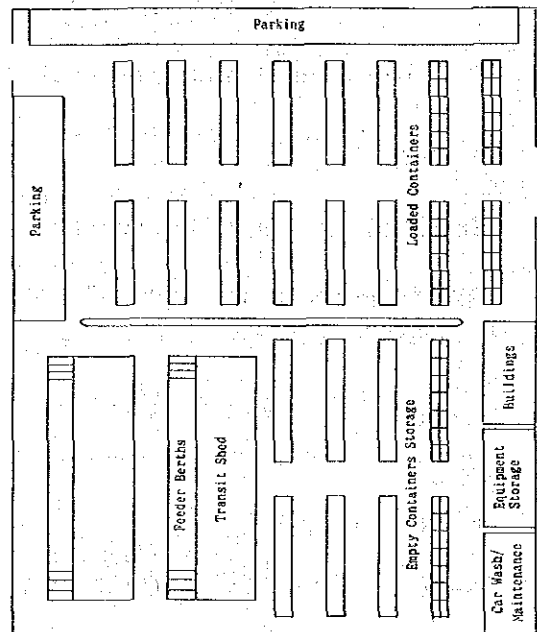 Parking
Parking
Loaded Containers
Buildings
Feeder Berths
Transit Shed
Empty Containers Storage
Equipment
Storage
Car Wash/
Maintenance